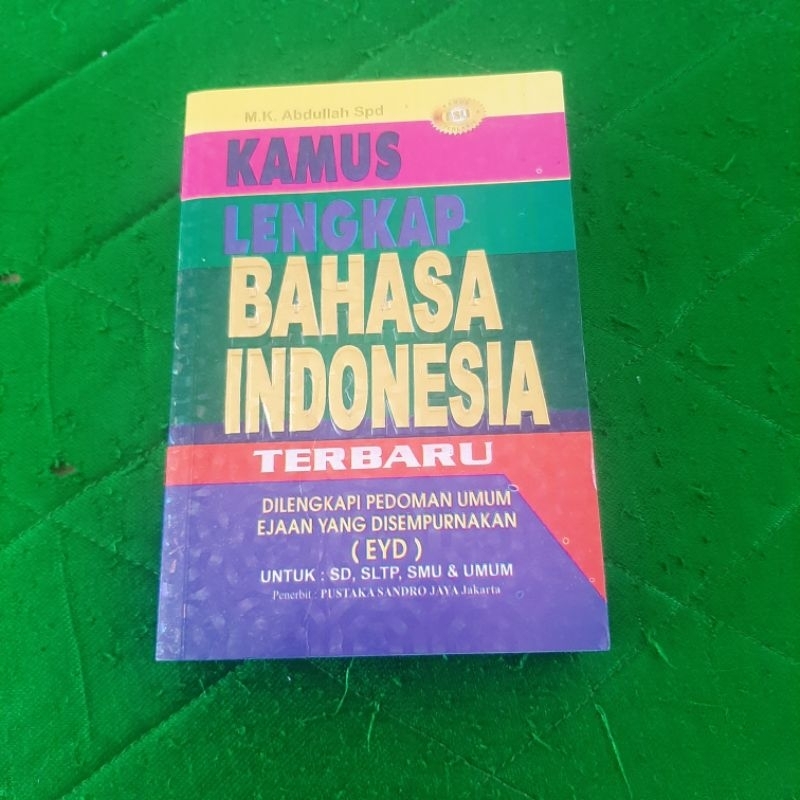 M.K. Abdullah Spd
ASLI
KAMUS
LENGKAP
BAHASA
INDONESIA
TERBARU
DILENGKAPI PEDOMAN UMUM
EJAAN YANG DISEMPURNAKAN
( EYD )
UNTUK : SD, SLTP, SMU & UMUM
Penerbit : PUSTAKA SANDRO JAYA Jakarta